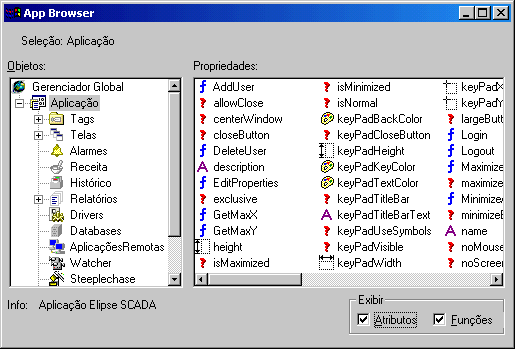 App Browser
Seleção: Aplicação
Objetos:
Propriedades:
Gerenciador Global
Aplicação
Tags
Telas
Alarmes
Receita
Histórico
Relatórios
Drivers
Databases
AplicaçõesRemotas
Watcher
Steeplechase
AddUser
allowClose
centerWindow
closeButton
DeleteUser
description
EditProperties
exclusive
GetMaxX
GetMaxY
height
isMaximized
isMinimized
isNormal
keyPadBackColor
keyPadCloseButton
keyPadHeight
keyPadKeyColor
keyPadTextColor
keyPadTitleBar
keyPadTitleBarText
keyPadUseSymbols
keyPadVisible
keyPadWidth
keyPadX
keyPadY
largeButt
Login
Logout
Maximize
maximize
Minimize
minimizeB
name
noMouse
noScreen
Info: Aplicação Elipse SCADA
Exibir
Atributos
Funções